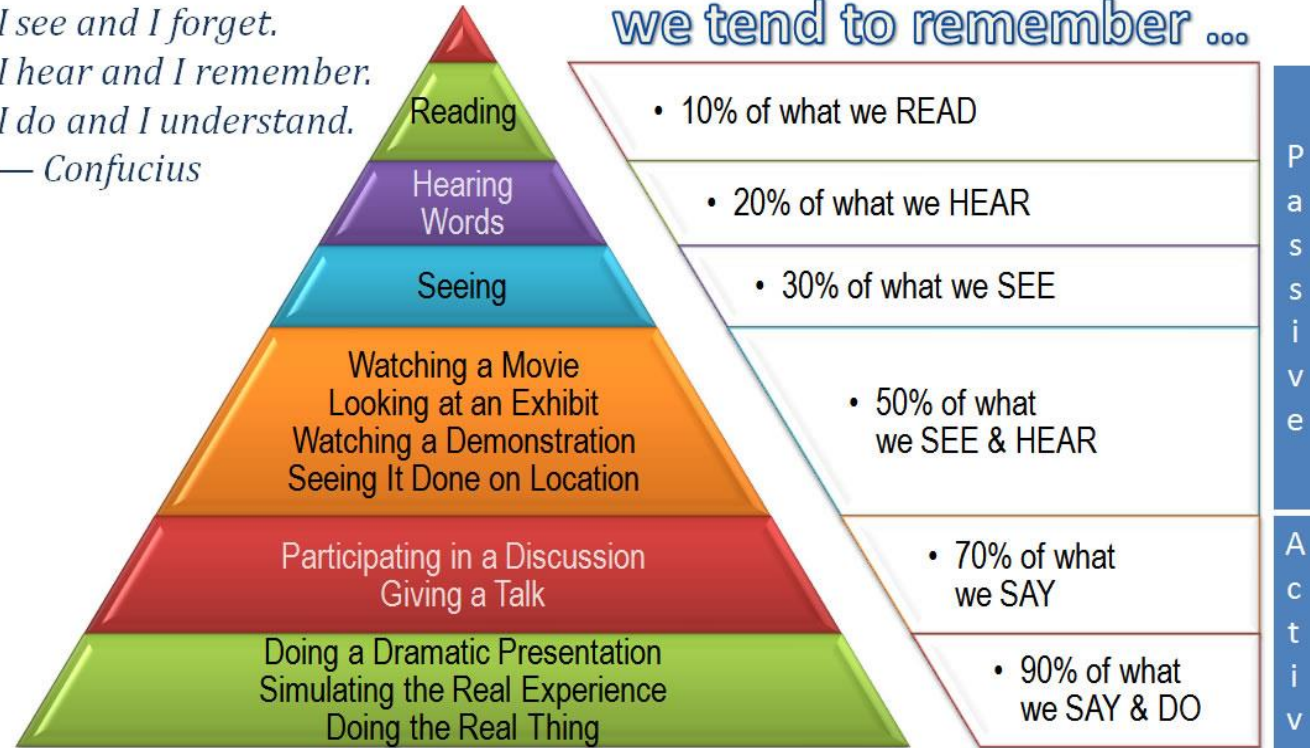 I see and I forget.
I hear and I remember.
I do and I understand.
— Confucius
we tend to remember ...
Reading
• 10% of what we READ
Hearing
Words
• 20% of what we HEAR
Seeing
• 30% of what we SEE
Watching a Movie
Looking at an Exhibit
Watching a Demonstration
Seeing It Done on Location
• 50% of what
we SEE & HEAR
Participating in a Discussion
Giving a Talk
• 70% of what
we SAY
Doing a Dramatic Presentation
Simulating the Real Experience
Doing the Real Thing
• 90% of what
we SAY & DO
Passive
Activ